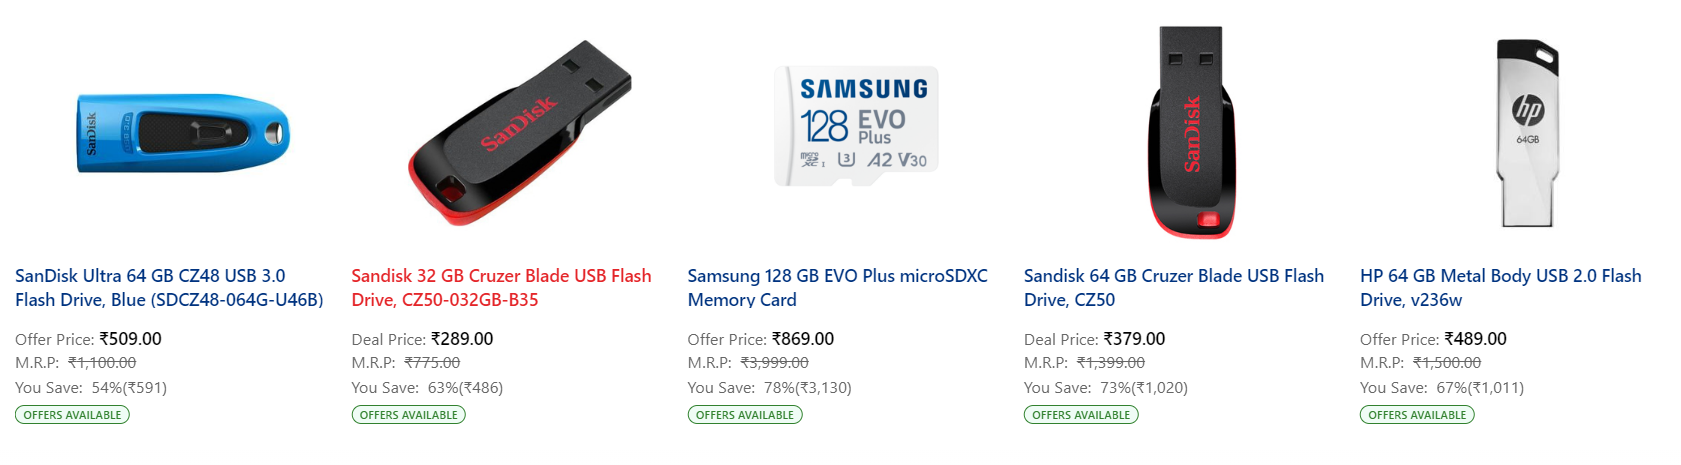 SanDisk
SanDisk
SAMSUNG
128 EVO
Plus
micro
SD
XC I U3 A2 V30
SanDisk
hp
64GB
SanDisk Ultra 64 GB CZ48 USB 3.0
Flash Drive, Blue (SDCZ48-064G-U46B)
Offer Price: ₹509.00
M.R.P: ₹1,100.00
You Save: 54%(₹591)
OFFERS AVAILABLE
Sandisk 32 GB Cruzer Blade USB Flash
Drive, CZ50-032GB-B35
Deal Price: ₹289.00
M.R.P: ₹775.00
You Save: 63%(₹486)
OFFERS AVAILABLE
Samsung 128 GB EVO Plus microSDXC
Memory Card
Offer Price: ₹869.00
M.R.P: ₹3,999.00
You Save: 78%(₹3,130)
OFFERS AVAILABLE
Sandisk 64 GB Cruzer Blade USB Flash
Drive, CZ50
Deal Price: ₹379.00
M.R.P: ₹1,399.00
You Save: 73%(₹1,020)
OFFERS AVAILABLE
HP 64 GB Metal Body USB 2.0 Flash
Drive, v236w
Offer Price: ₹489.00
M.R.P: ₹1,500.00
You Save: 67%(₹1,011)
OFFERS AVAILABLE